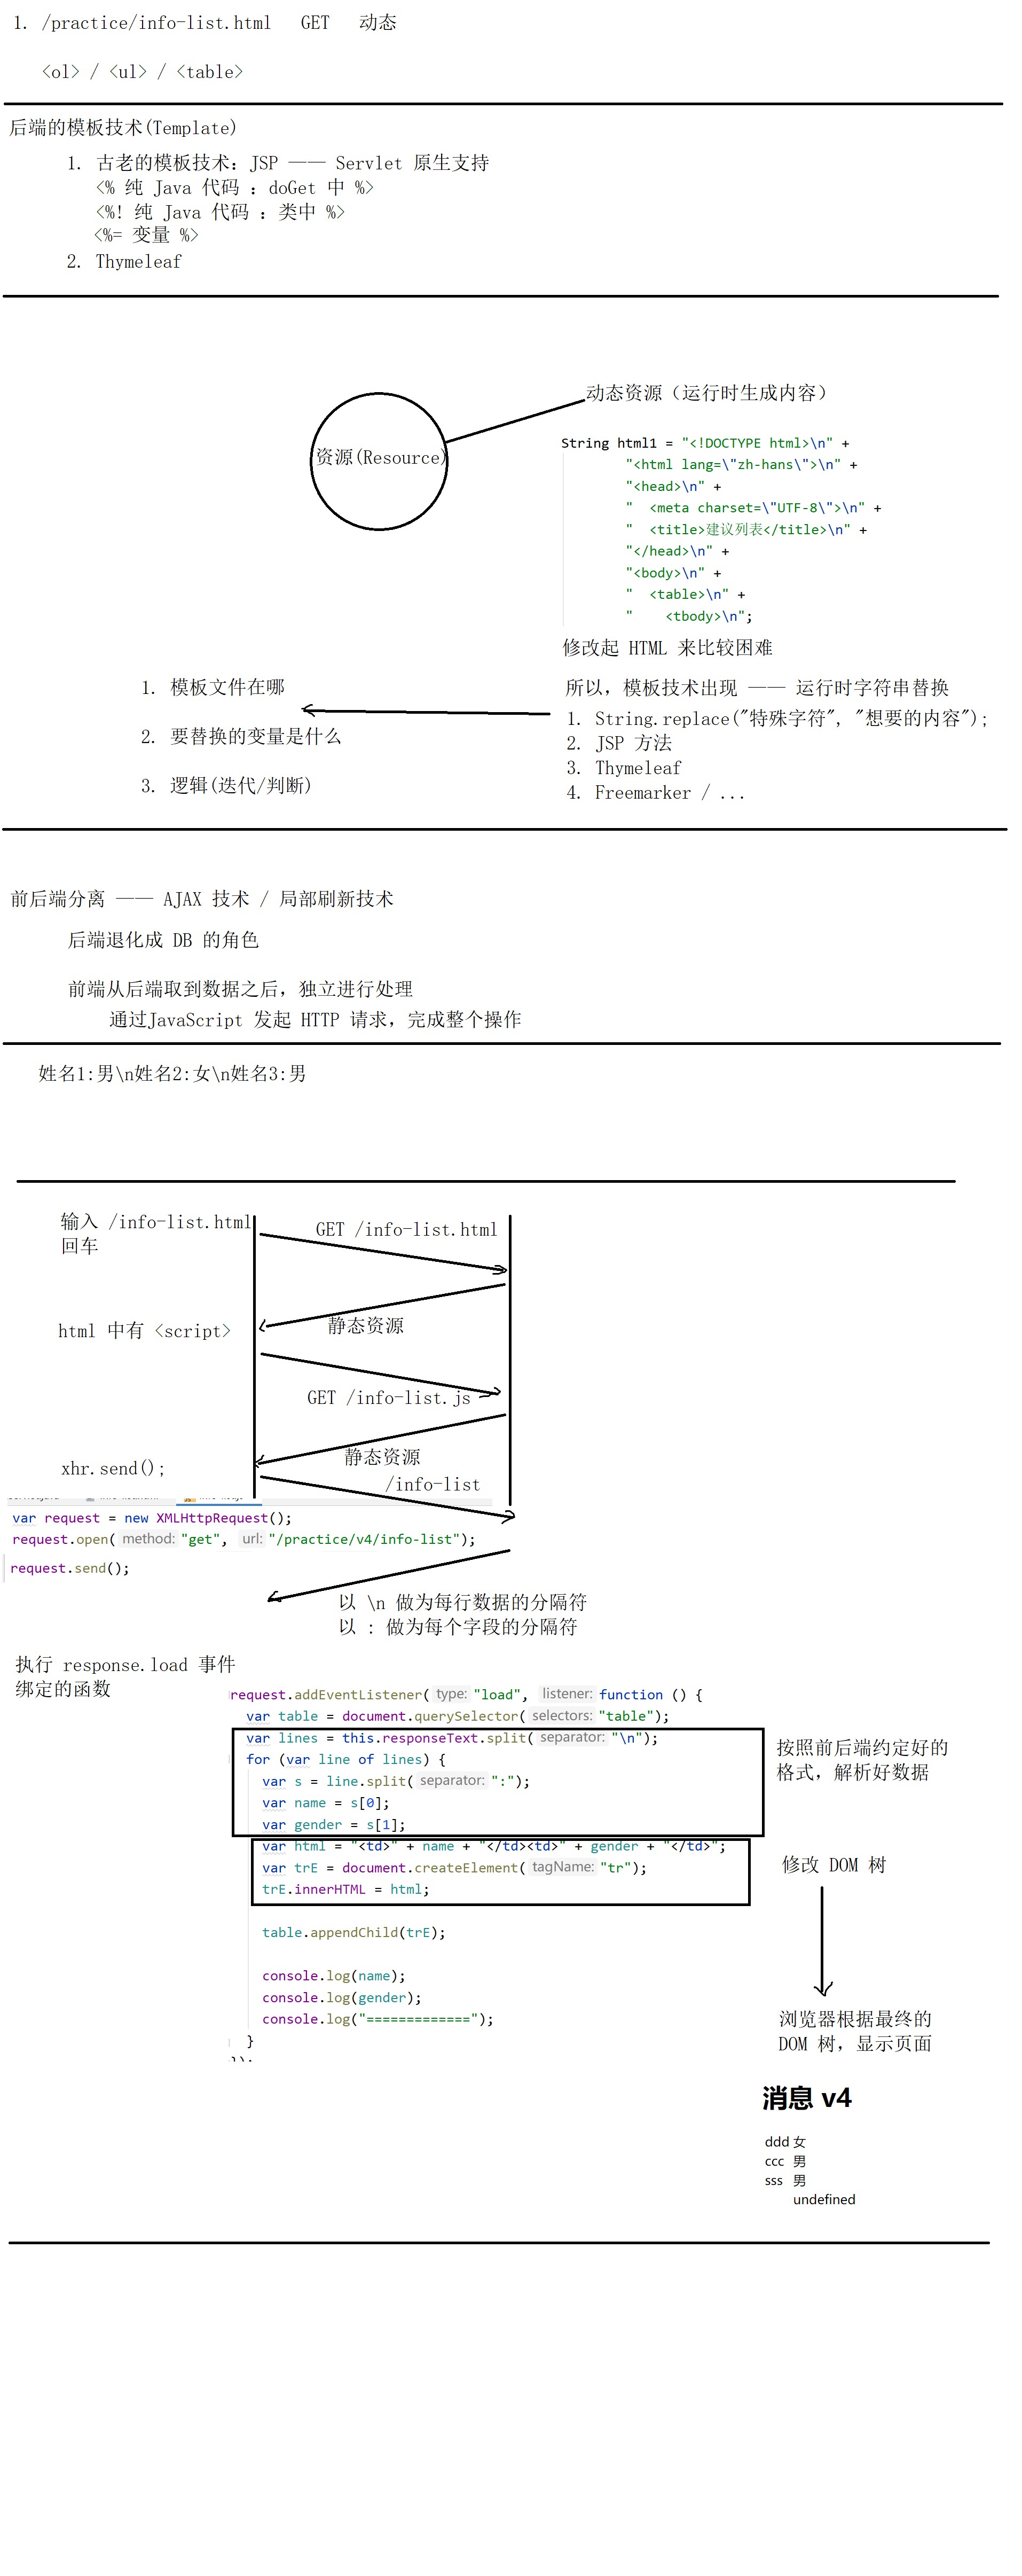 1. /practice/info-list.html GET 动态
<ol> / <ul> / <table>
后端的模板技术(Template)
1. 古老的模板技术：JSP —— Servlet 原生支持
<% 纯 Java 代码 ：doGet 中 %>
<%! 纯 Java 代码 ：类中 %>
<%= 变量 %>
2. Thymeleaf
资源(Resource)
动态资源（运行时生成内容）
String html1 = "<!DOCTYPE html>\n" +
"<html lang=\"zh-hans\">\n" +
"<head>\n" +
"  <meta charset=\"UTF-8\">\n" +
"  <title>建议列表</title>\n" +
"</head>\n" +
"<body>\n" +
"  <table>\n" +
"    <tbody>\n";
修改起 HTML 来比较困难
所以，模板技术出现 —— 运行时字符串替换
1. String.replace("特殊字符", "想要的内容");
2. JSP 方法
3. Thymeleaf
4. Freemarker / ...
1. 模板文件在哪
2. 要替换的变量是什么
3. 逻辑(迭代/判断)
前后端分离 —— AJAX 技术 / 局部刷新技术
后端退化成 DB 的角色
前端从后端取到数据之后，独立进行处理
通过JavaScript 发起 HTTP 请求，完成整个操作
姓名1:男\n姓名2:女\n姓名3:男
输入 /info-list.html
回车
GET /info-list.html
静态资源
html 中有 <script>
GET /info-list.js
静态资源
xhr.send();
/info-list
var request = new XMLHttpRequest();
request.open( method: "get", url: "/practice/v4/info-list");
request.send();
以 \n 做为每行数据的分隔符
以 : 做为每个字段的分隔符
执行 response.load 事件
绑定的函数
request.addEventListener( type: "load", listener: function () {
var table = document.querySelector( selectors: "table");
var lines = this.responseText.split( separator: "\n");
for (var line of lines) {
var s = line.split( separator: ":");
var name = s[0];
var gender = s[1];
var html = "<td>" + name + "</td><td>" + gender + "</td>";
var trE = document.createElement( tagName: "tr");
trE.innerHTML = html;
table.appendChild(trE);
console.log(name);
console.log(gender);
console.log("=============");
}
按照前后端约定好的
格式，解析好数据
修改 DOM 树
浏览器根据最终的
DOM 树，显示页面
消息 v4
ddd 女
ccc 男
sss 男
undefined